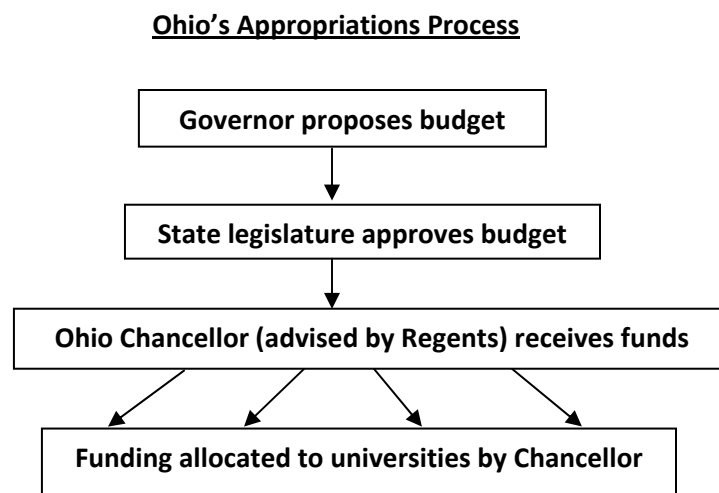 Ohio’s Appropriations Process
Governor proposes budget
State legislature approves budget
Ohio Chancellor (advised by Regents) receives funds
Funding allocated to universities by Chancellor